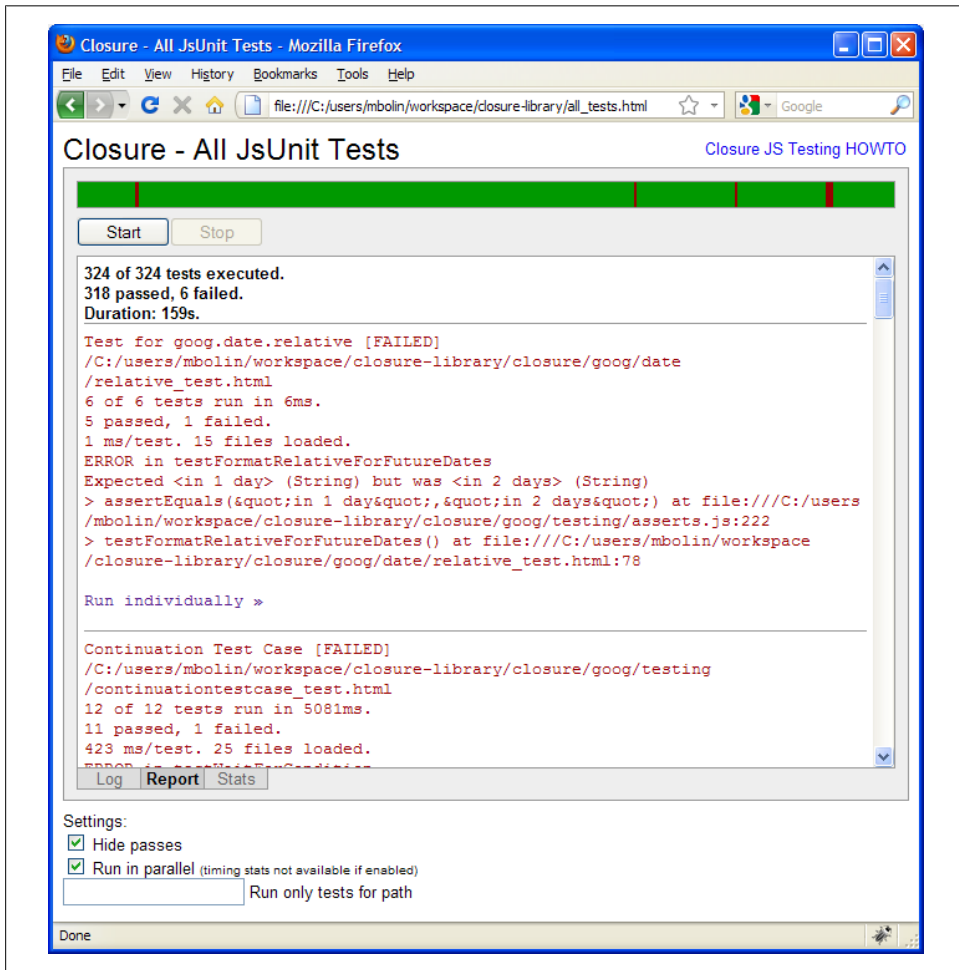 Closure - All JsUnit Tests - Mozilla Firefox
File Edit View History Bookmarks Tools Help
file:///C:/users/mbolin/workspace/closure-library/all_tests.html
Google
Closure - All JsUnit Tests
Closure JS Testing HOWTO
Start
Stop
324 of 324 tests executed.
318 passed, 6 failed.
Duration: 159s.
Test for goog.date.relative [FAILED]
/C:/users/mbolin/workspace/closure-library/closure/goog/date
/relative_test.html
6 of 6 tests run in 6ms.
5 passed, 1 failed.
1 ms/test. 15 files loaded.
ERROR in testFormatRelativeForFutureDates
Expected <in 1 day> (String) but was <in 2 days> (String)
> assertEquals(&quot;in 1 day&quot;,&quot;in 2 days&quot;) at file:///C:/users
/mbolin/workspace/closure-library/closure/goog/testing/asserts.js:222
> testFormatRelativeForFutureDates() at file:///C:/users/mbolin/workspace
/closure-library/closure/goog/date/relative_test.html:78
Run individually »
Continuation Test Case [FAILED]
/C:/users/mbolin/workspace/closure-library/closure/goog/testing
/continuationtestcase_test.html
12 of 12 tests run in 5081ms.
11 passed, 1 failed.
423 ms/test. 25 files loaded.
ERROR in testWaitForCondition
Log Report Stats
Settings:
Hide passes
Run in parallel (timing stats not available if enabled)
Run only tests for path
Done